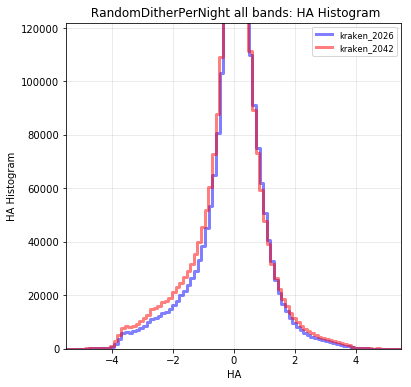 RandomDitherPerNight all bands: HA Histogram
kraken_2026
kraken_2042
HA Histogram
120000
100000
80000
60000
40000
20000
0
−4
−2
0
2
4
HA